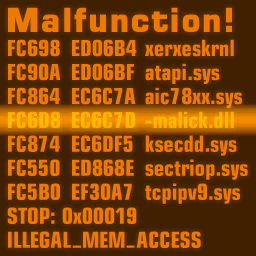 Malfunction!
FC698 ED06B4 xerxeskrnl
FC90A ED06BF atapi.sys
FC864 EC6C7A aic78xx.sys
FC6D8 EC6C7D -malick.dll
FC874 EC6DF5 ksecdd.sys
FC550 ED868E sectriop.sys
FC5B0 EF30A7 tcpipv9.sys
STOP: 0x00019
ILLEGAL_MEM_ACCESS